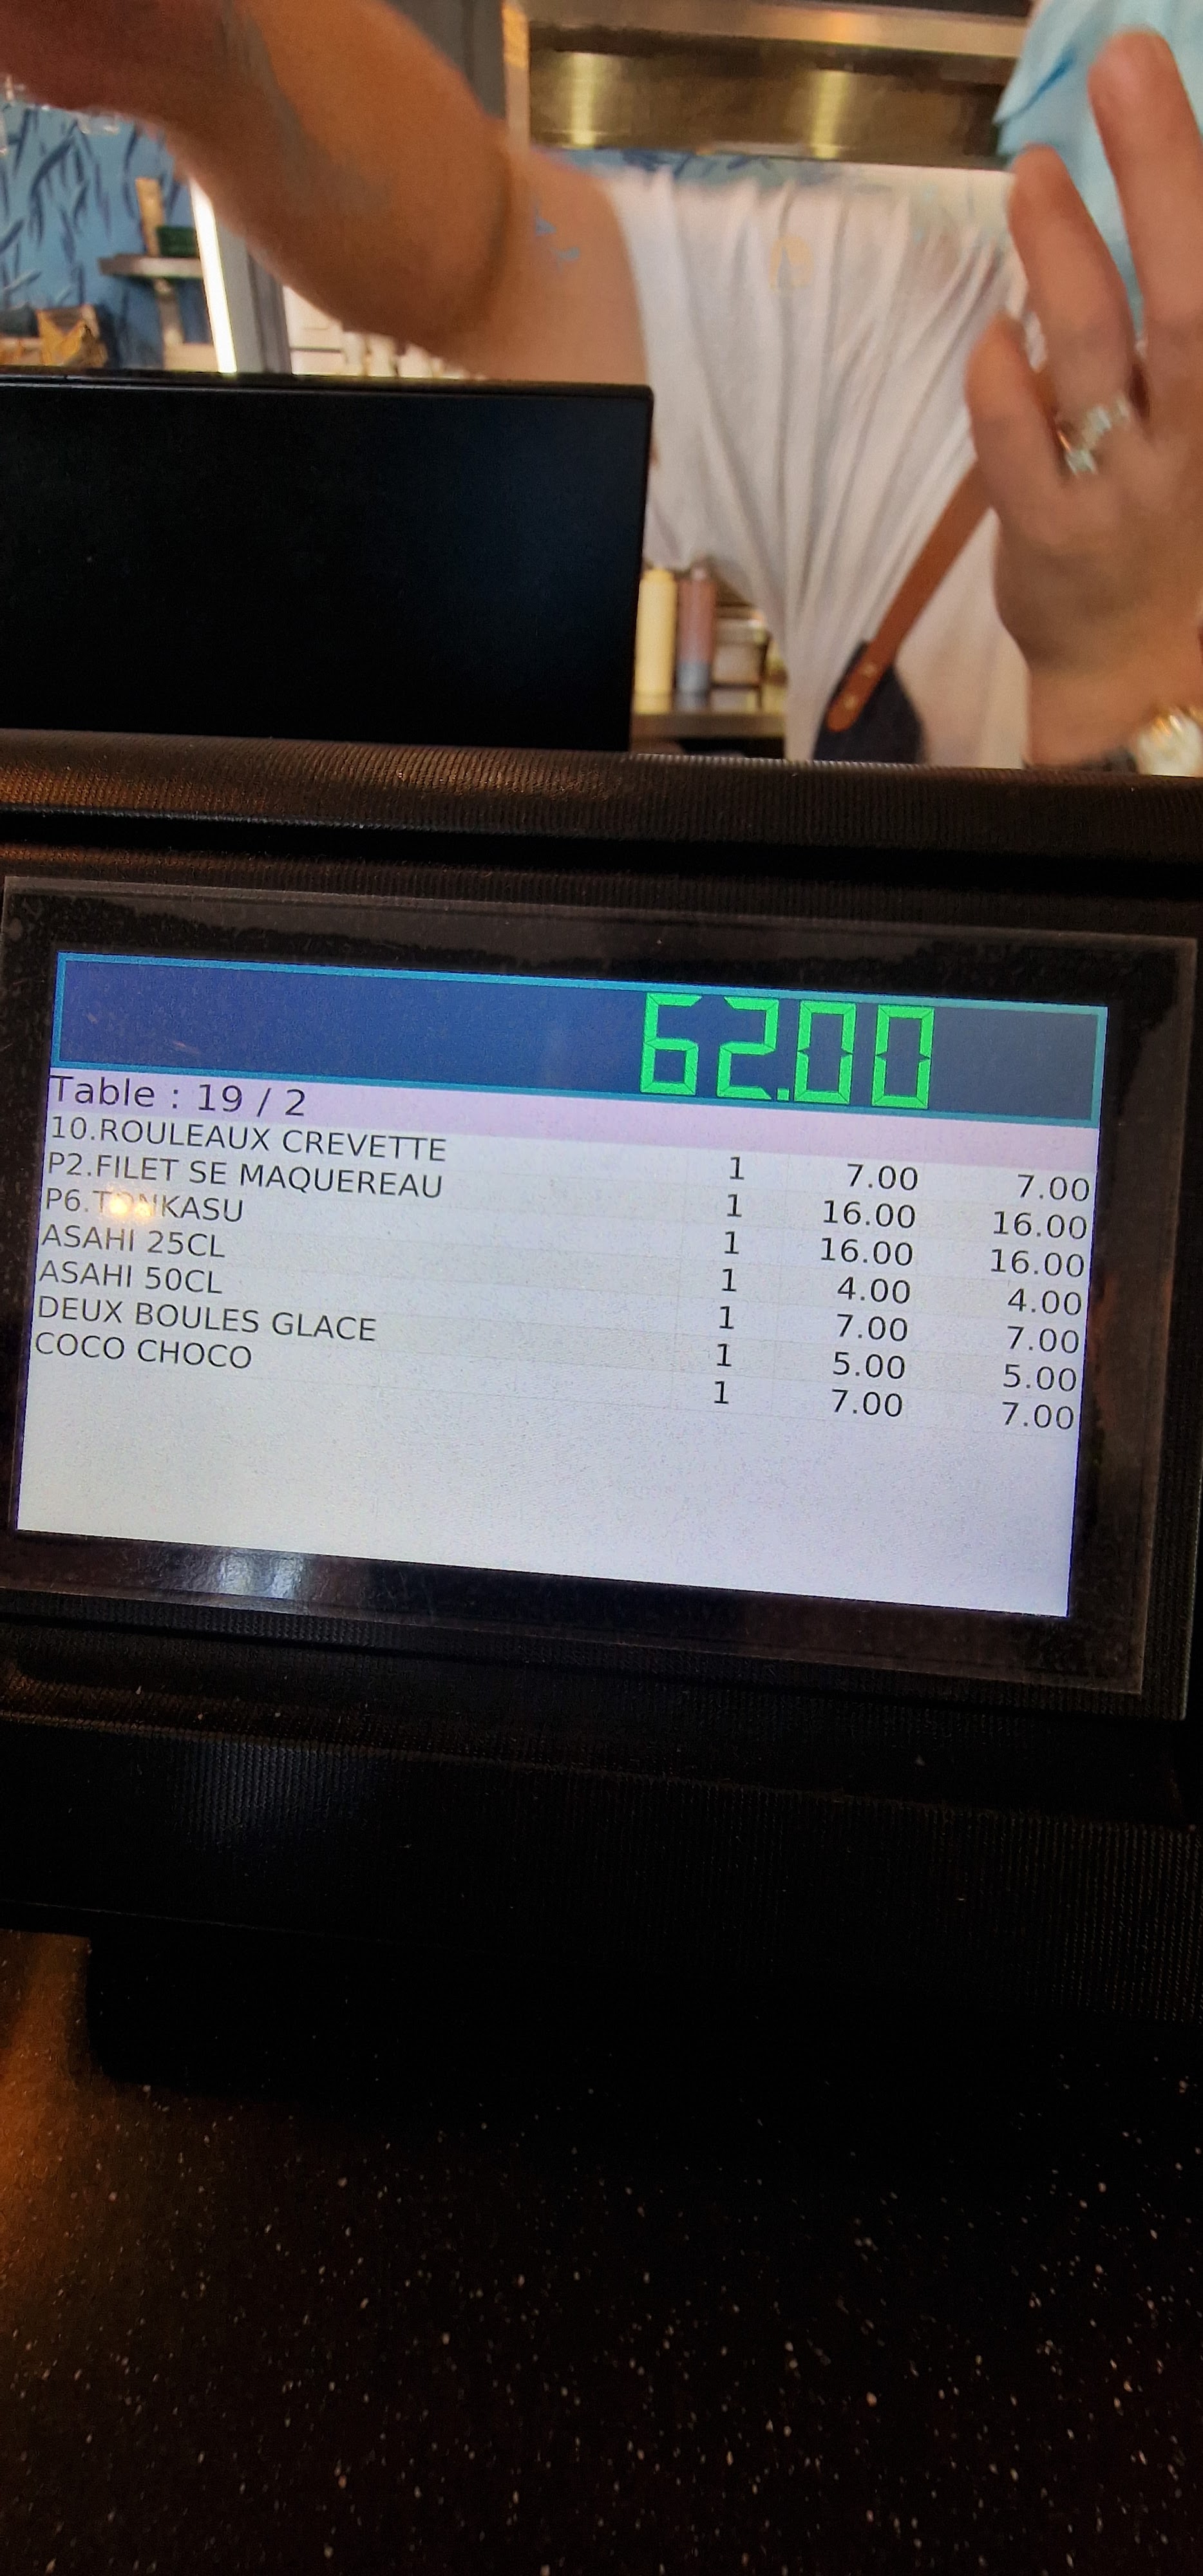 62.00
Table : 19 / 2
10.ROULEAUX CREVETTE 1 7.00 7.00
P2.FILET SE MAQUEREAU 1 16.00 16.00
P6.TONKASU 1 16.00 16.00
ASAHI 25CL 1 4.00 4.00
ASAHI 50CL 1 7.00 7.00
DEUX BOULES GLACE 1 5.00 5.00
COCO CHOCO 1 7.00 7.00